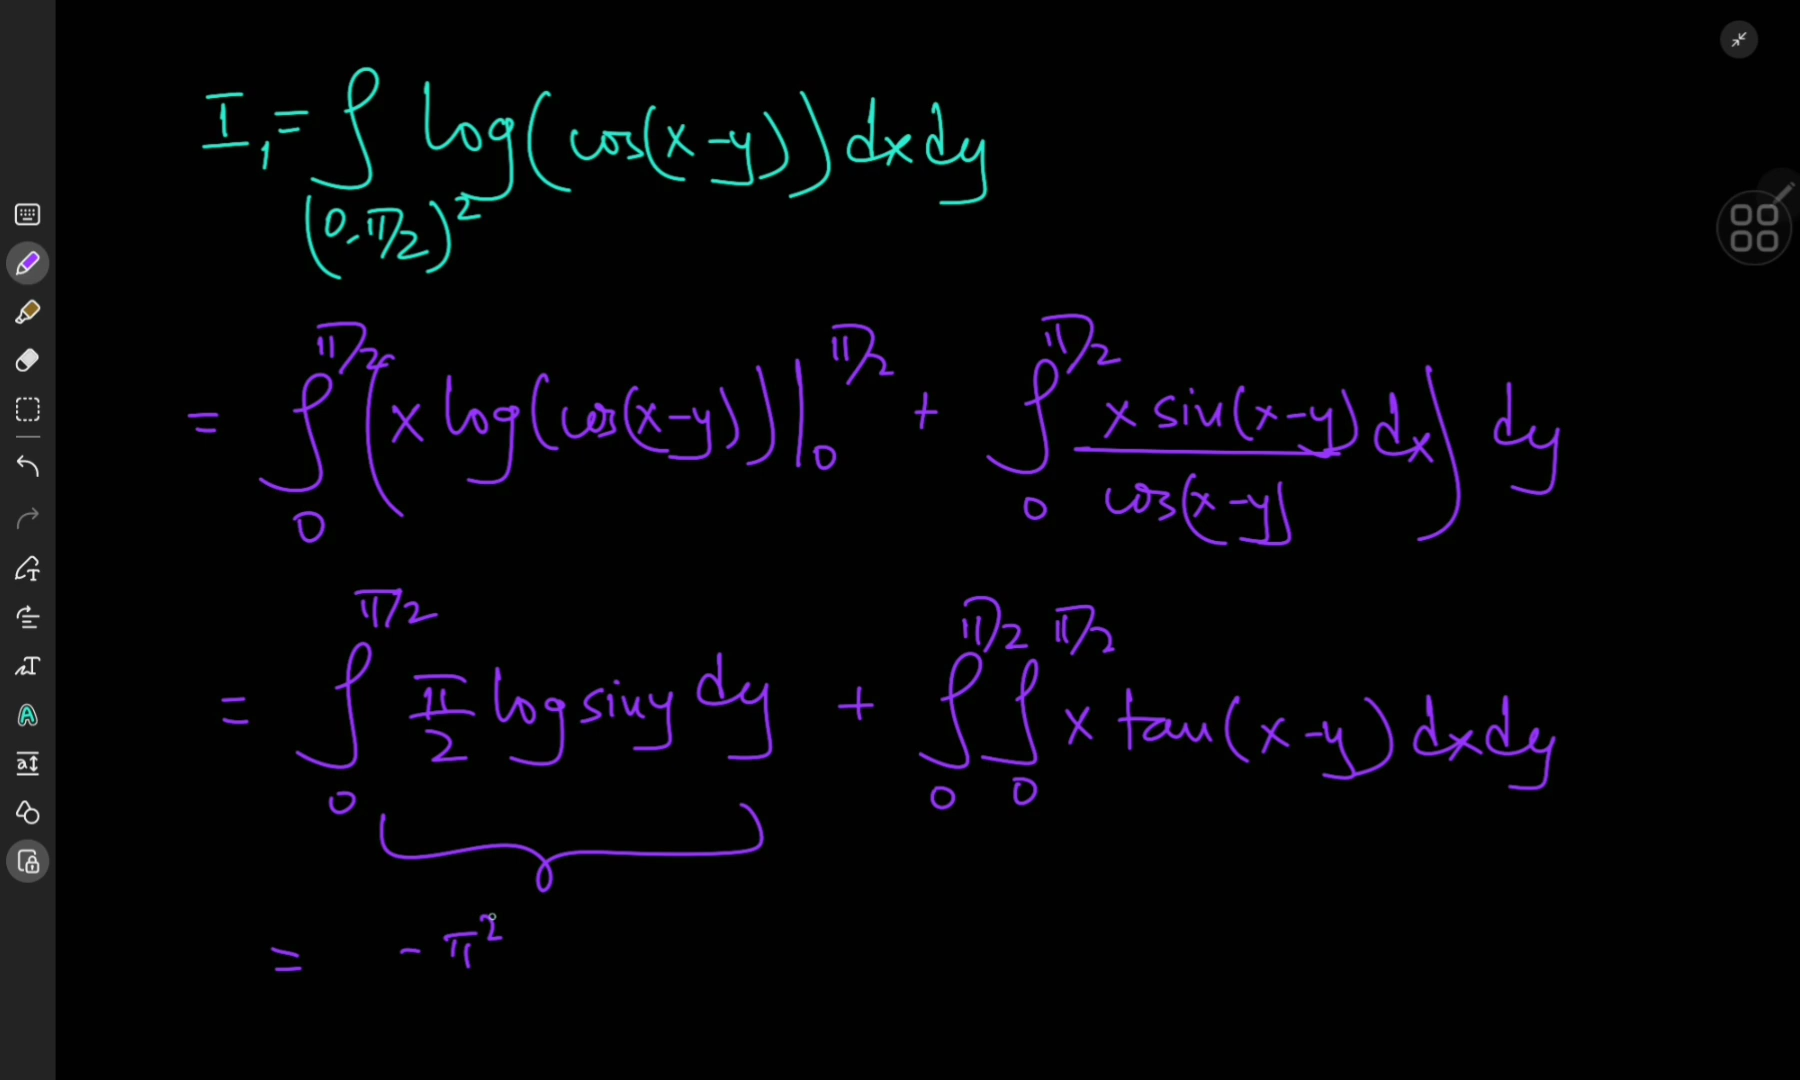 I₁ = ∫_{(0,π/2)²} log(cos(x-y)) dx dy
= ∫_0^{π/2} (x log(cos(x-y)) |_0^{π/2} + ∫_0^{π/2} x sin(x-y)/cos(x-y) dx) dy
= ∫_0^{π/2} π/2 log sin y dy + ∫_0^{π/2} ∫_0^{π/2} x tan(x-y) dx dy
= -π²